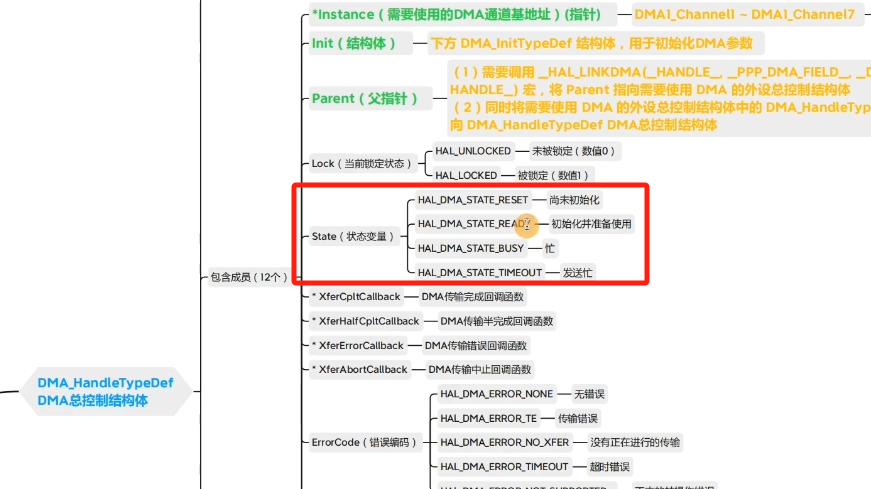 *Instance（需要使用的DMA通道基地址）(指针)
DMA1_Channel1 ~ DMA1_Channel7
Init（结构体）
下方 DMA_InitTypeDef 结构体，用于初始化DMA参数
Parent（父指针）
（1）需要调用 __HAL_LINKDMA(__HANDLE__, __PPP_DMA_FIELD__,
HANDLE__) 宏，将 Parent 指向需要使用 DMA 的外设总控制结构体
（2）同时将需要使用 DMA 的外设总控制结构体中的 DMA_HandleTyp
向 DMA_HandleTypeDef DMA总控制结构体
Lock（当前锁定状态）
HAL_UNLOCKED
未被锁定（数值0）
HAL_LOCKED
被锁定（数值1）
State（状态变量）
HAL_DMA_STATE_RESET
尚未初始化
HAL_DMA_STATE_READY
初始化并准备使用
HAL_DMA_STATE_BUSY
忙
HAL_DMA_STATE_TIMEOUT
发送忙
包含成员（12个）
* XferCpltCallback
DMA传输完成回调函数
* XferHalfCpltCallback
DMA传输半完成回调函数
* XferErrorCallback
DMA传输错误回调函数
* XferAbortCallback
DMA传输中止回调函数
DMA_HandleTypeDef
DMA总控制结构体
ErrorCode（错误编码）
HAL_DMA_ERROR_NONE
无错误
HAL_DMA_ERROR_TE
传输错误
HAL_DMA_ERROR_NO_XFER
没有正在进行的传输
HAL_DMA_ERROR_TIMEOUT
超时错误